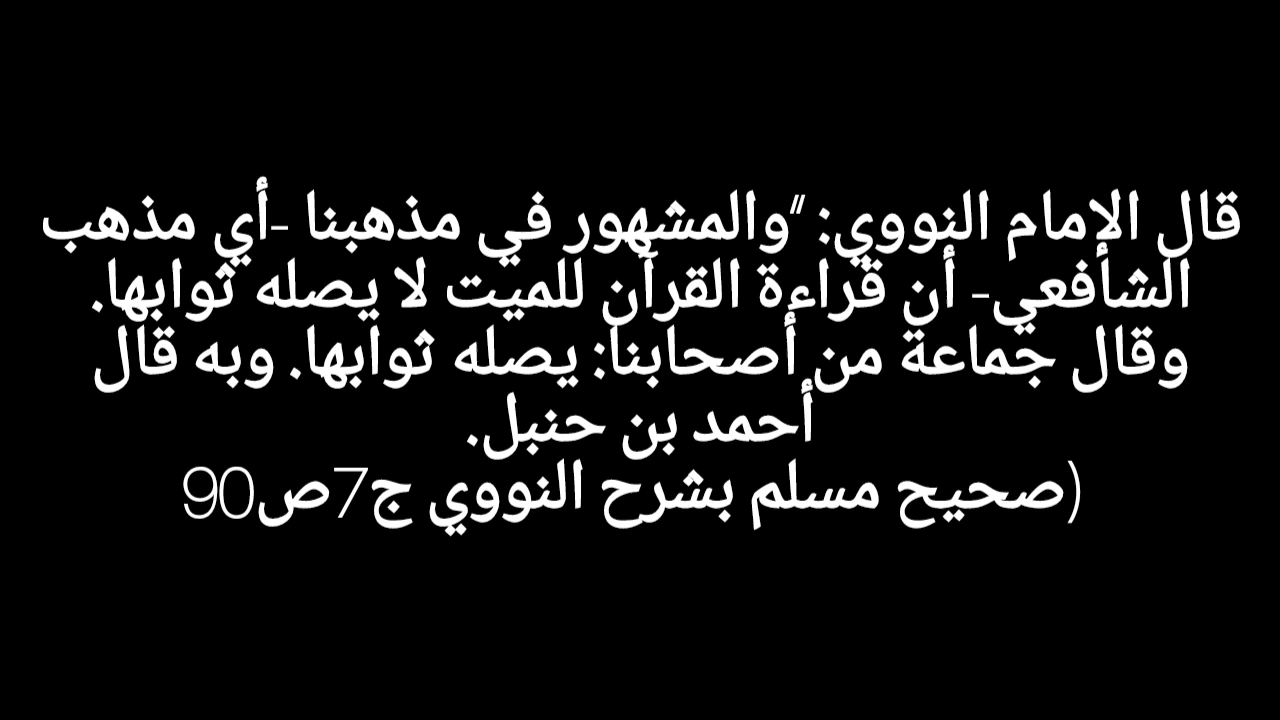 قال الإمام النووي: "والمشهور في مذهبنا -أي مذهب
الشافعي- أن قراءة القرآن للميت لا يصله ثوابها.
وقال جماعة من أصحابنا: يصله ثوابها. وبه قال
أحمد بن حنبل.
(صحيح مسلم بشرح النووي ج7ص90